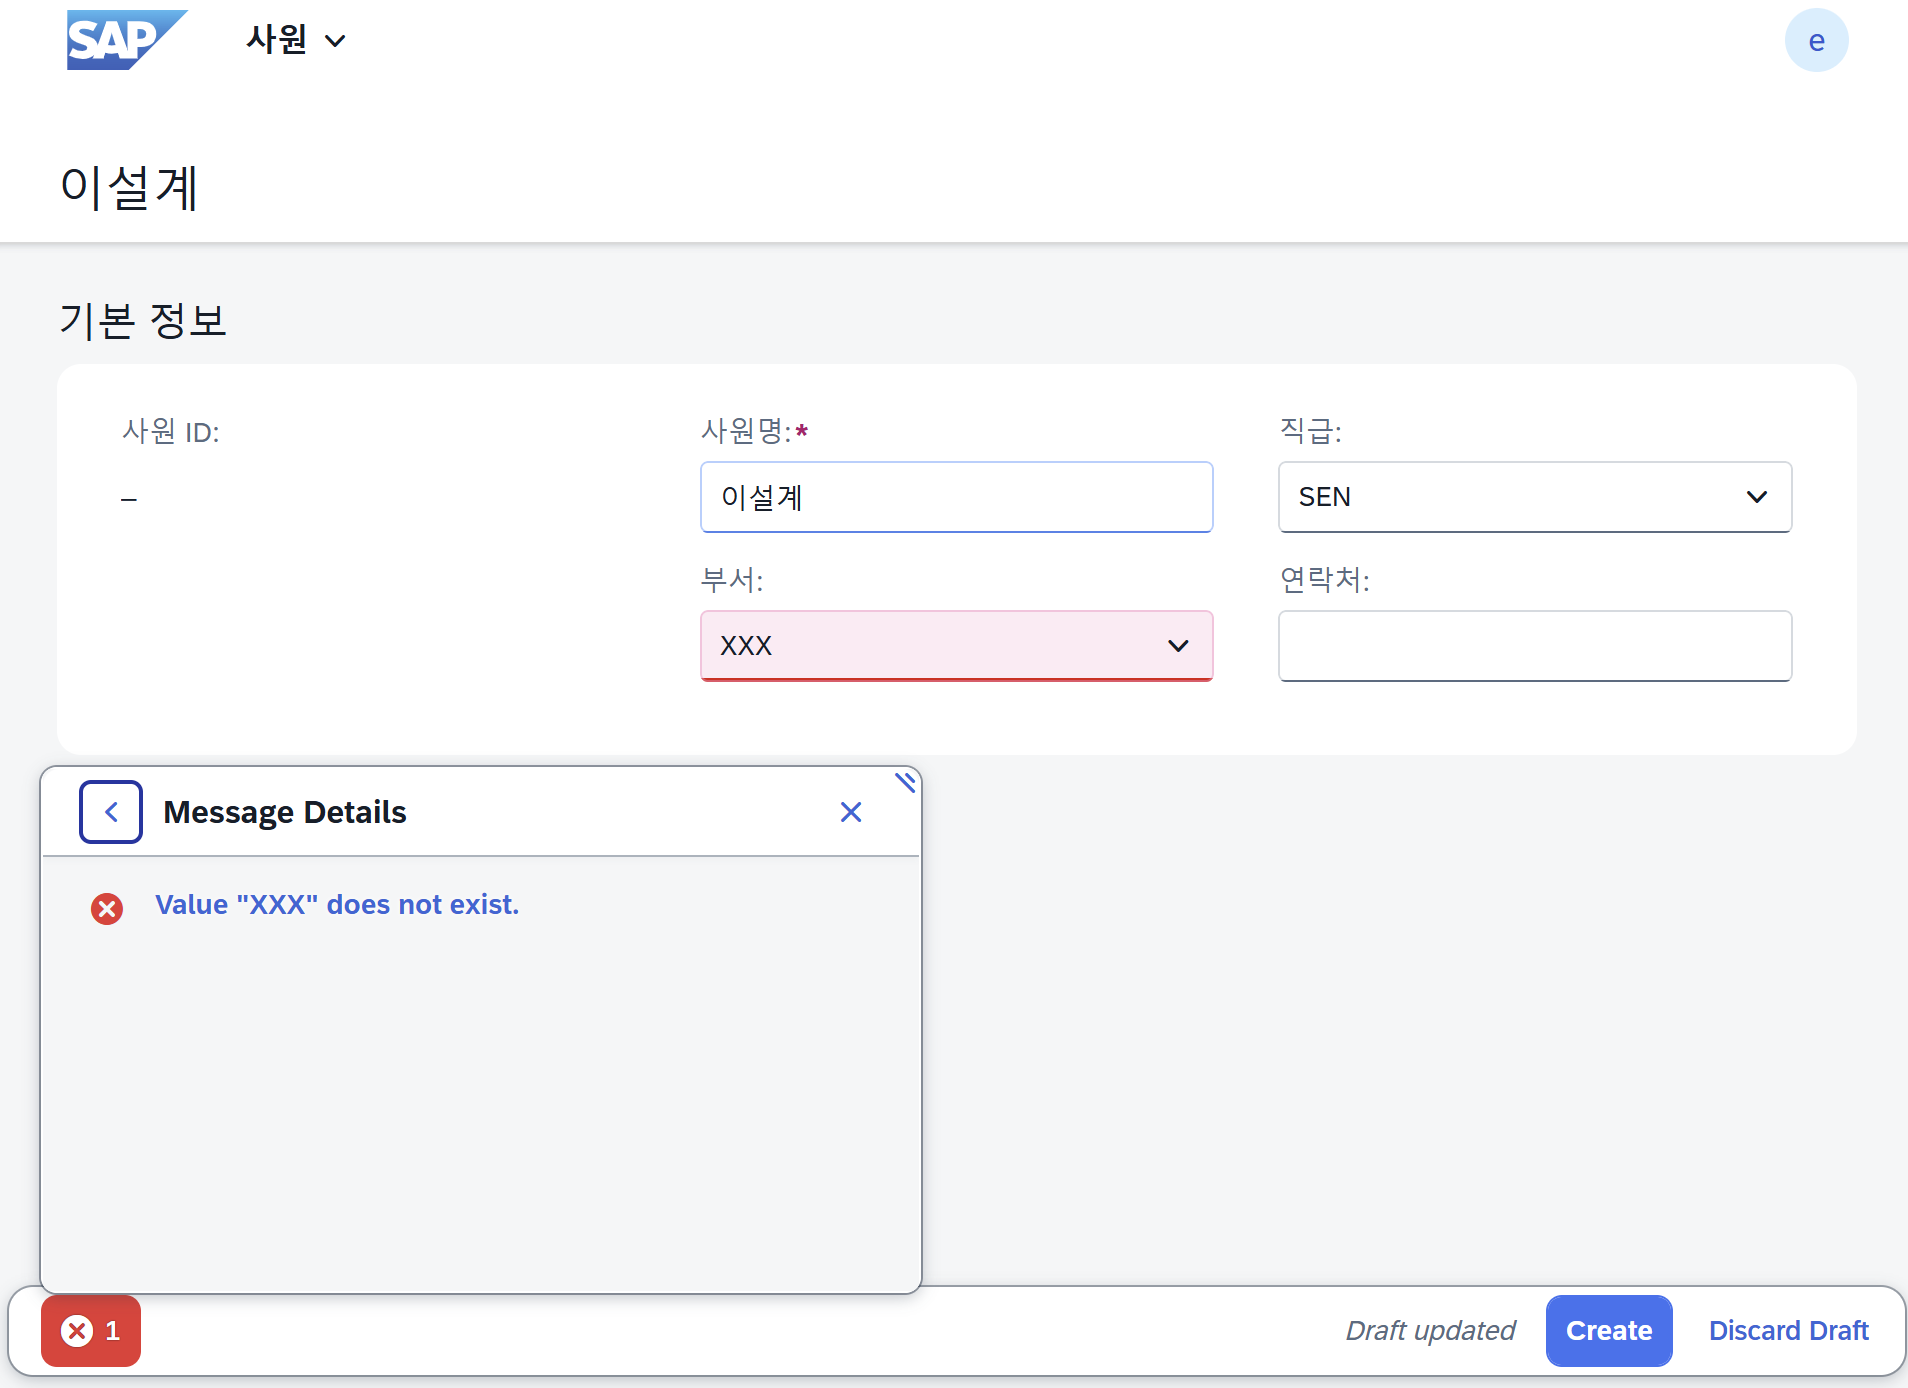 SAP
사원
e
이설계
기본 정보
사원 ID:
–
사원명:*
이설계
직급:
SEN
부서:
XXX
연락처:
Message Details
Value "XXX" does not exist.
1
Draft updated
Create
Discard Draft